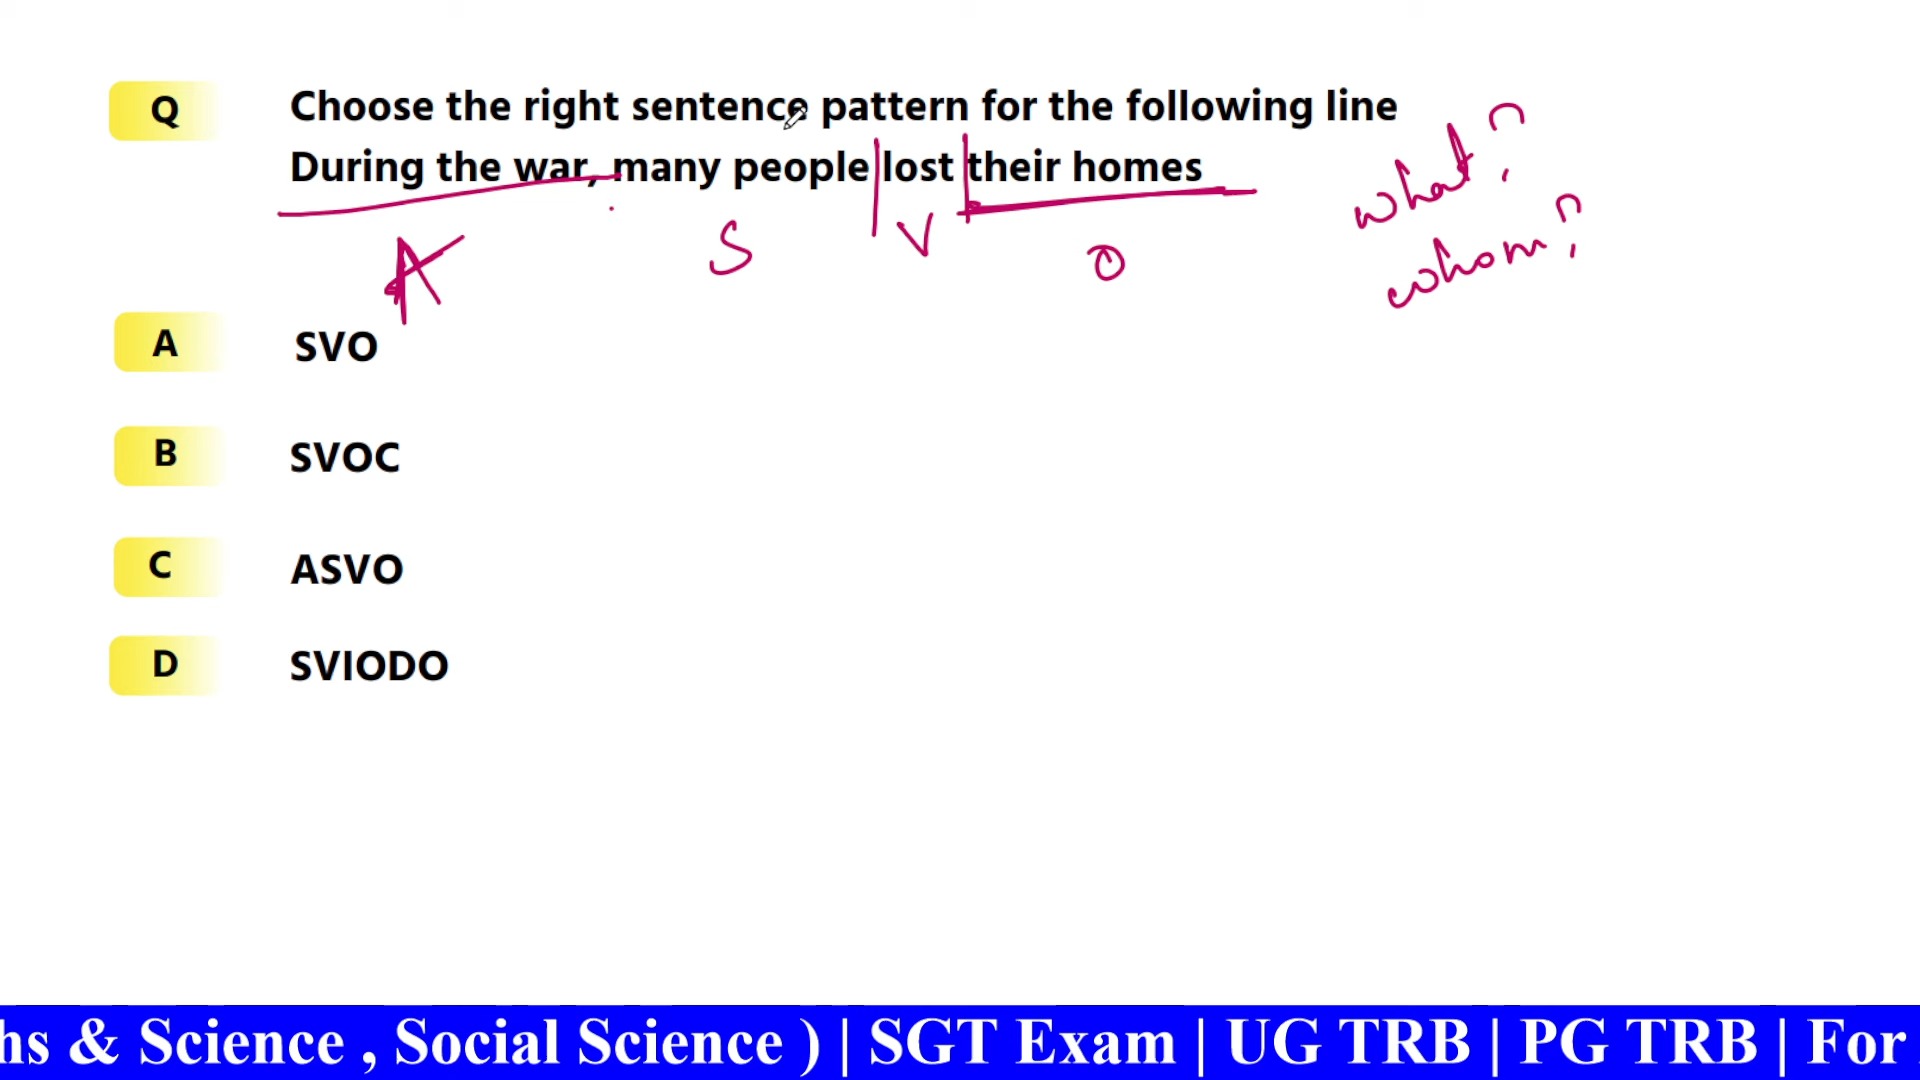 Q Choose the right sentence pattern for the following line
During the war, many people lost their homes
what?
A S V O
whom?
A SVO
B SVOC
C ASVO
D SVIODO
hs & Science , Social Science ) | SGT Exam | UG TRB | PG TRB | For